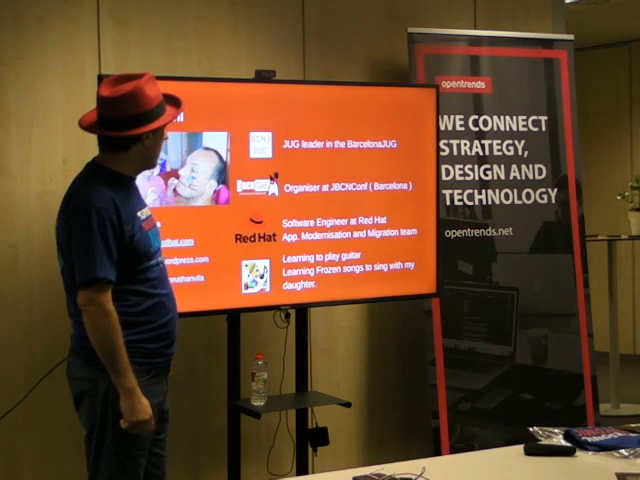 BCN
JUG
JUG leader in the BarcelonaJUG
Organiser at JBCNConf ( Barcelona )
Red Hat
Software Engineer at Red Hat
App. Modernisation and Migration team
Learning to play guitar
Learning Frozen songs to sing with my
daughter.
opentrends
WE CONNECT
STRATEGY,
DESIGN AND
TECHNOLOGY
opentrends.net